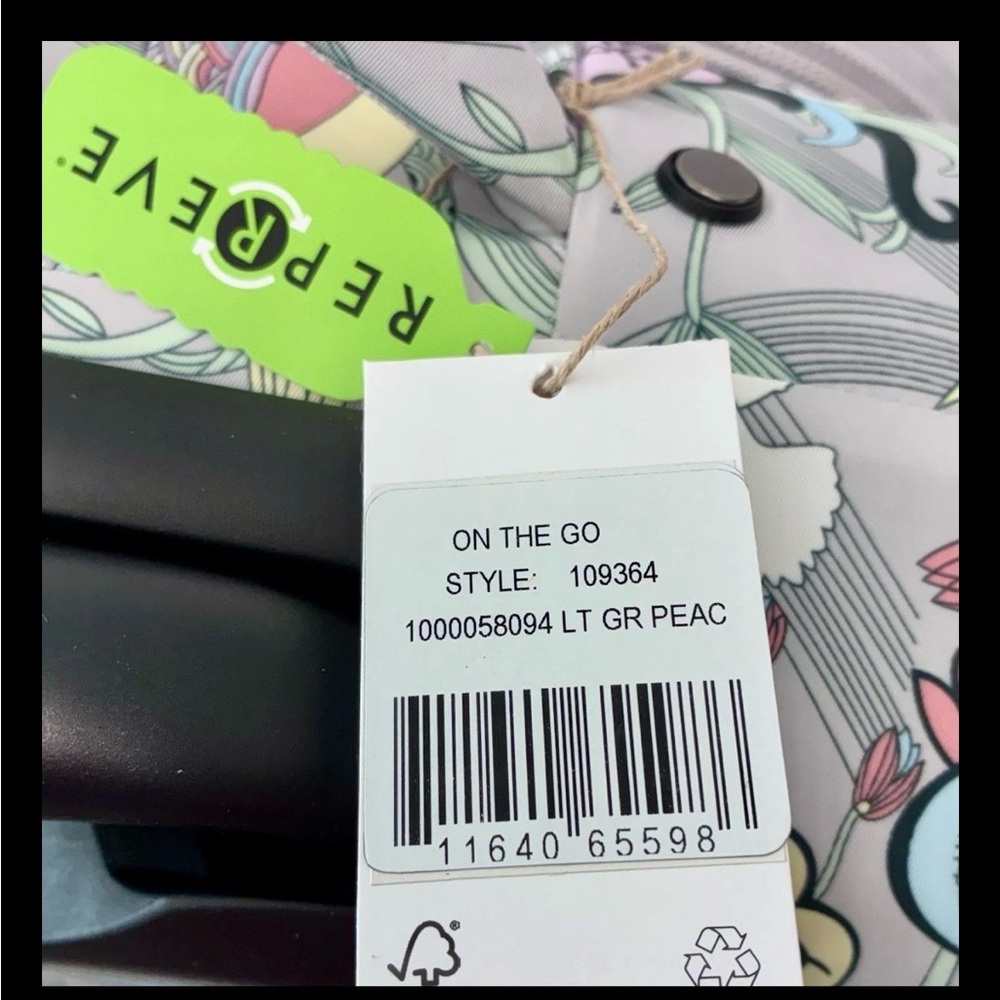 REPREVE®
ON THE GO
STYLE: 109364
1000058094 LT GR PEAC
11640 65598
®